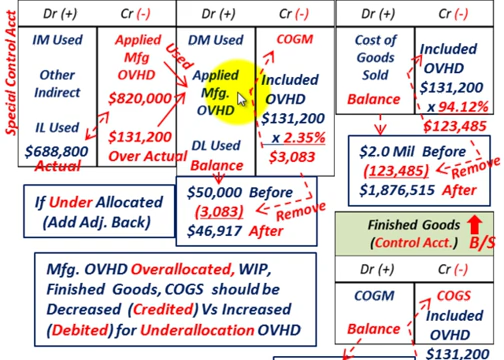 Special Control Acct
Dr (+) Cr (-)
IM Used
Other
Indirect
IL Used
$688,800
Actual
Applied
Mfg
OVHD
$820,000
$131,200
Over Actual
Used
Dr (+) Cr (-)
DM Used
Applied
Mfg.
OVHD
DL Used
Balance
COGM
Included
OVHD
$131,200
x 2.35%
$3,083
$50,000 Before
(3,083)
$46,917 After
Remove
Dr (+) Cr (-)
Cost of
Goods
Sold
Balance
Included
OVHD
$131,200
x 94.12%
$123,485
$2.0 Mil Before
(123,485)
$1,876,515 After
Remove
If Under Allocated
(Add Adj. Back)
Mfg. OVHD Overallocated, WIP,
Finished Goods, COGS should be
Decreased (Credited) Vs Increased
(Debited) for Underallocation OVHD
Finished Goods
(Control Acct.)
B/S
Dr (+) Cr (-)
COGM
Balance
COGS
Included
OVHD
$131,200